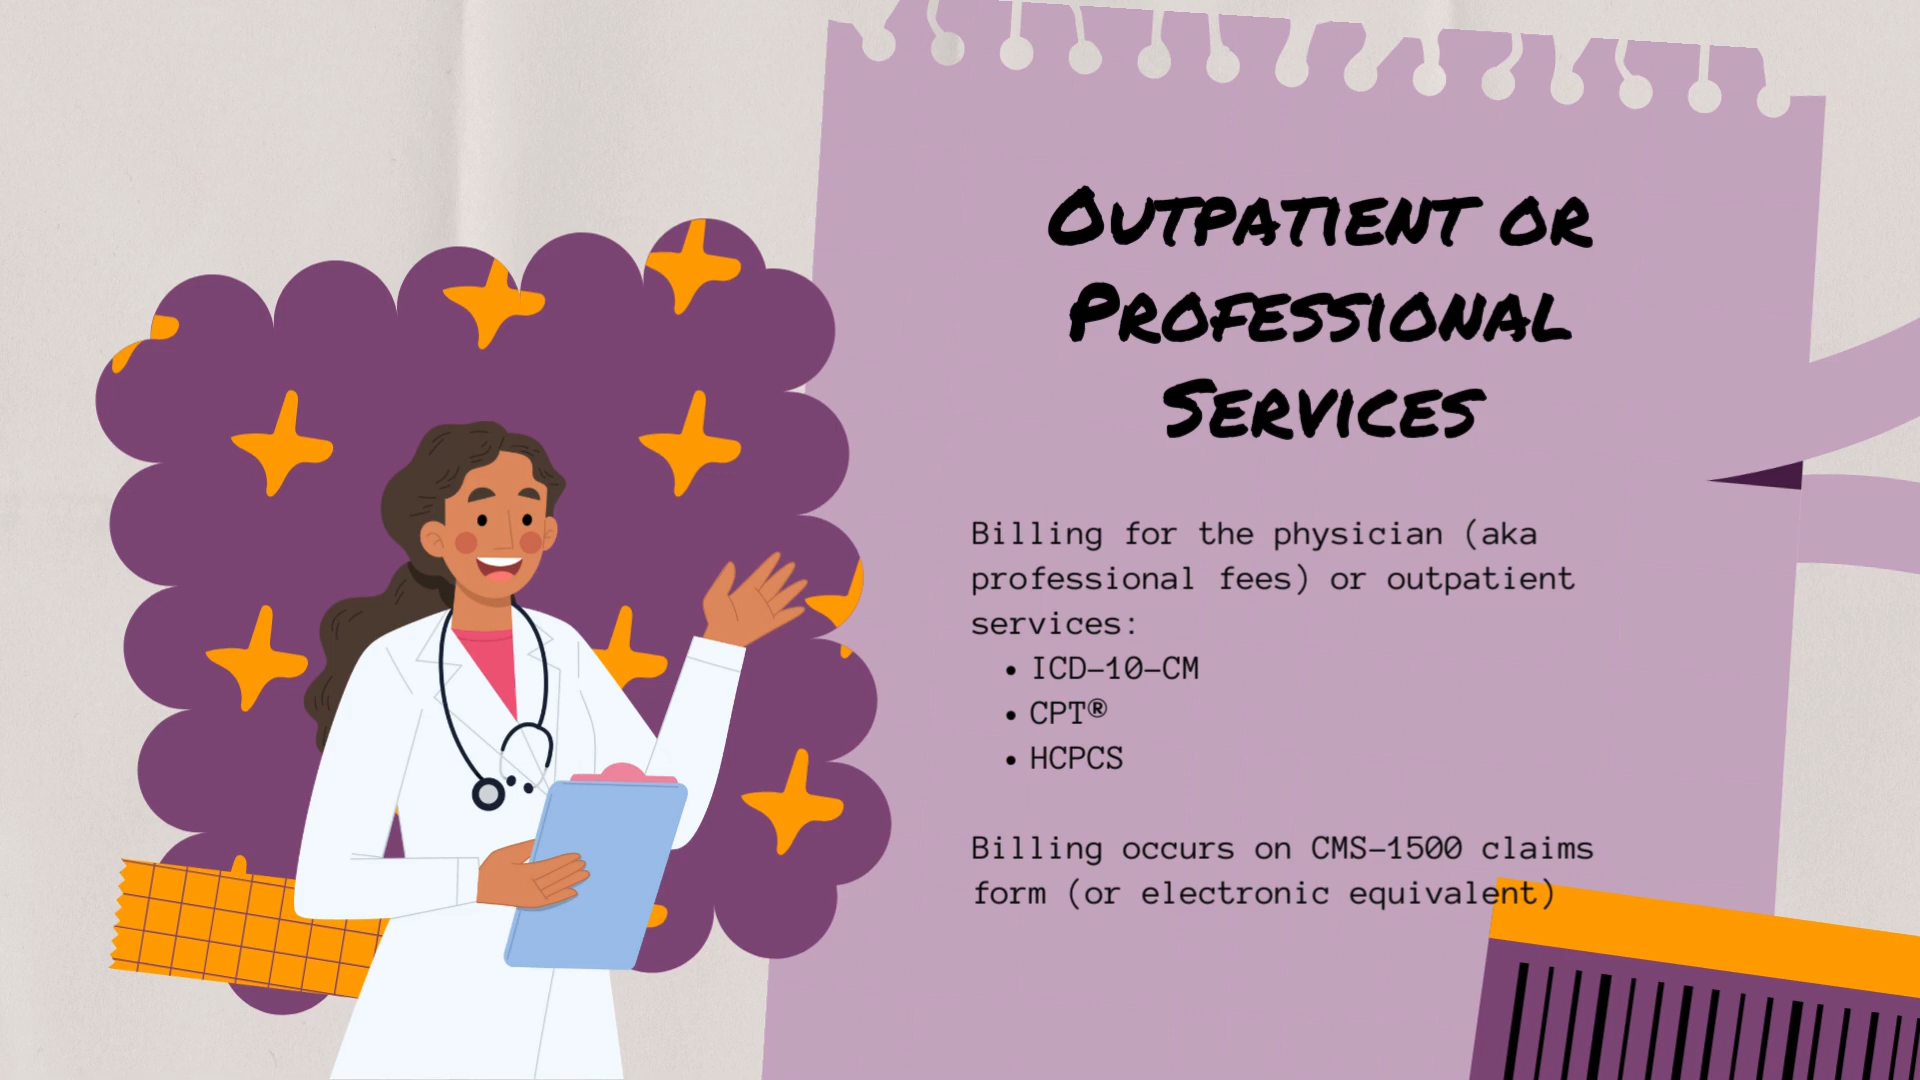 Outpatient or
Professional
Services
Billing for the physician (aka
professional fees) or outpatient
services:
• ICD-10-CM
• CPT®
• HCPCS
Billing occurs on CMS-1500 claims
form (or electronic equivalent)